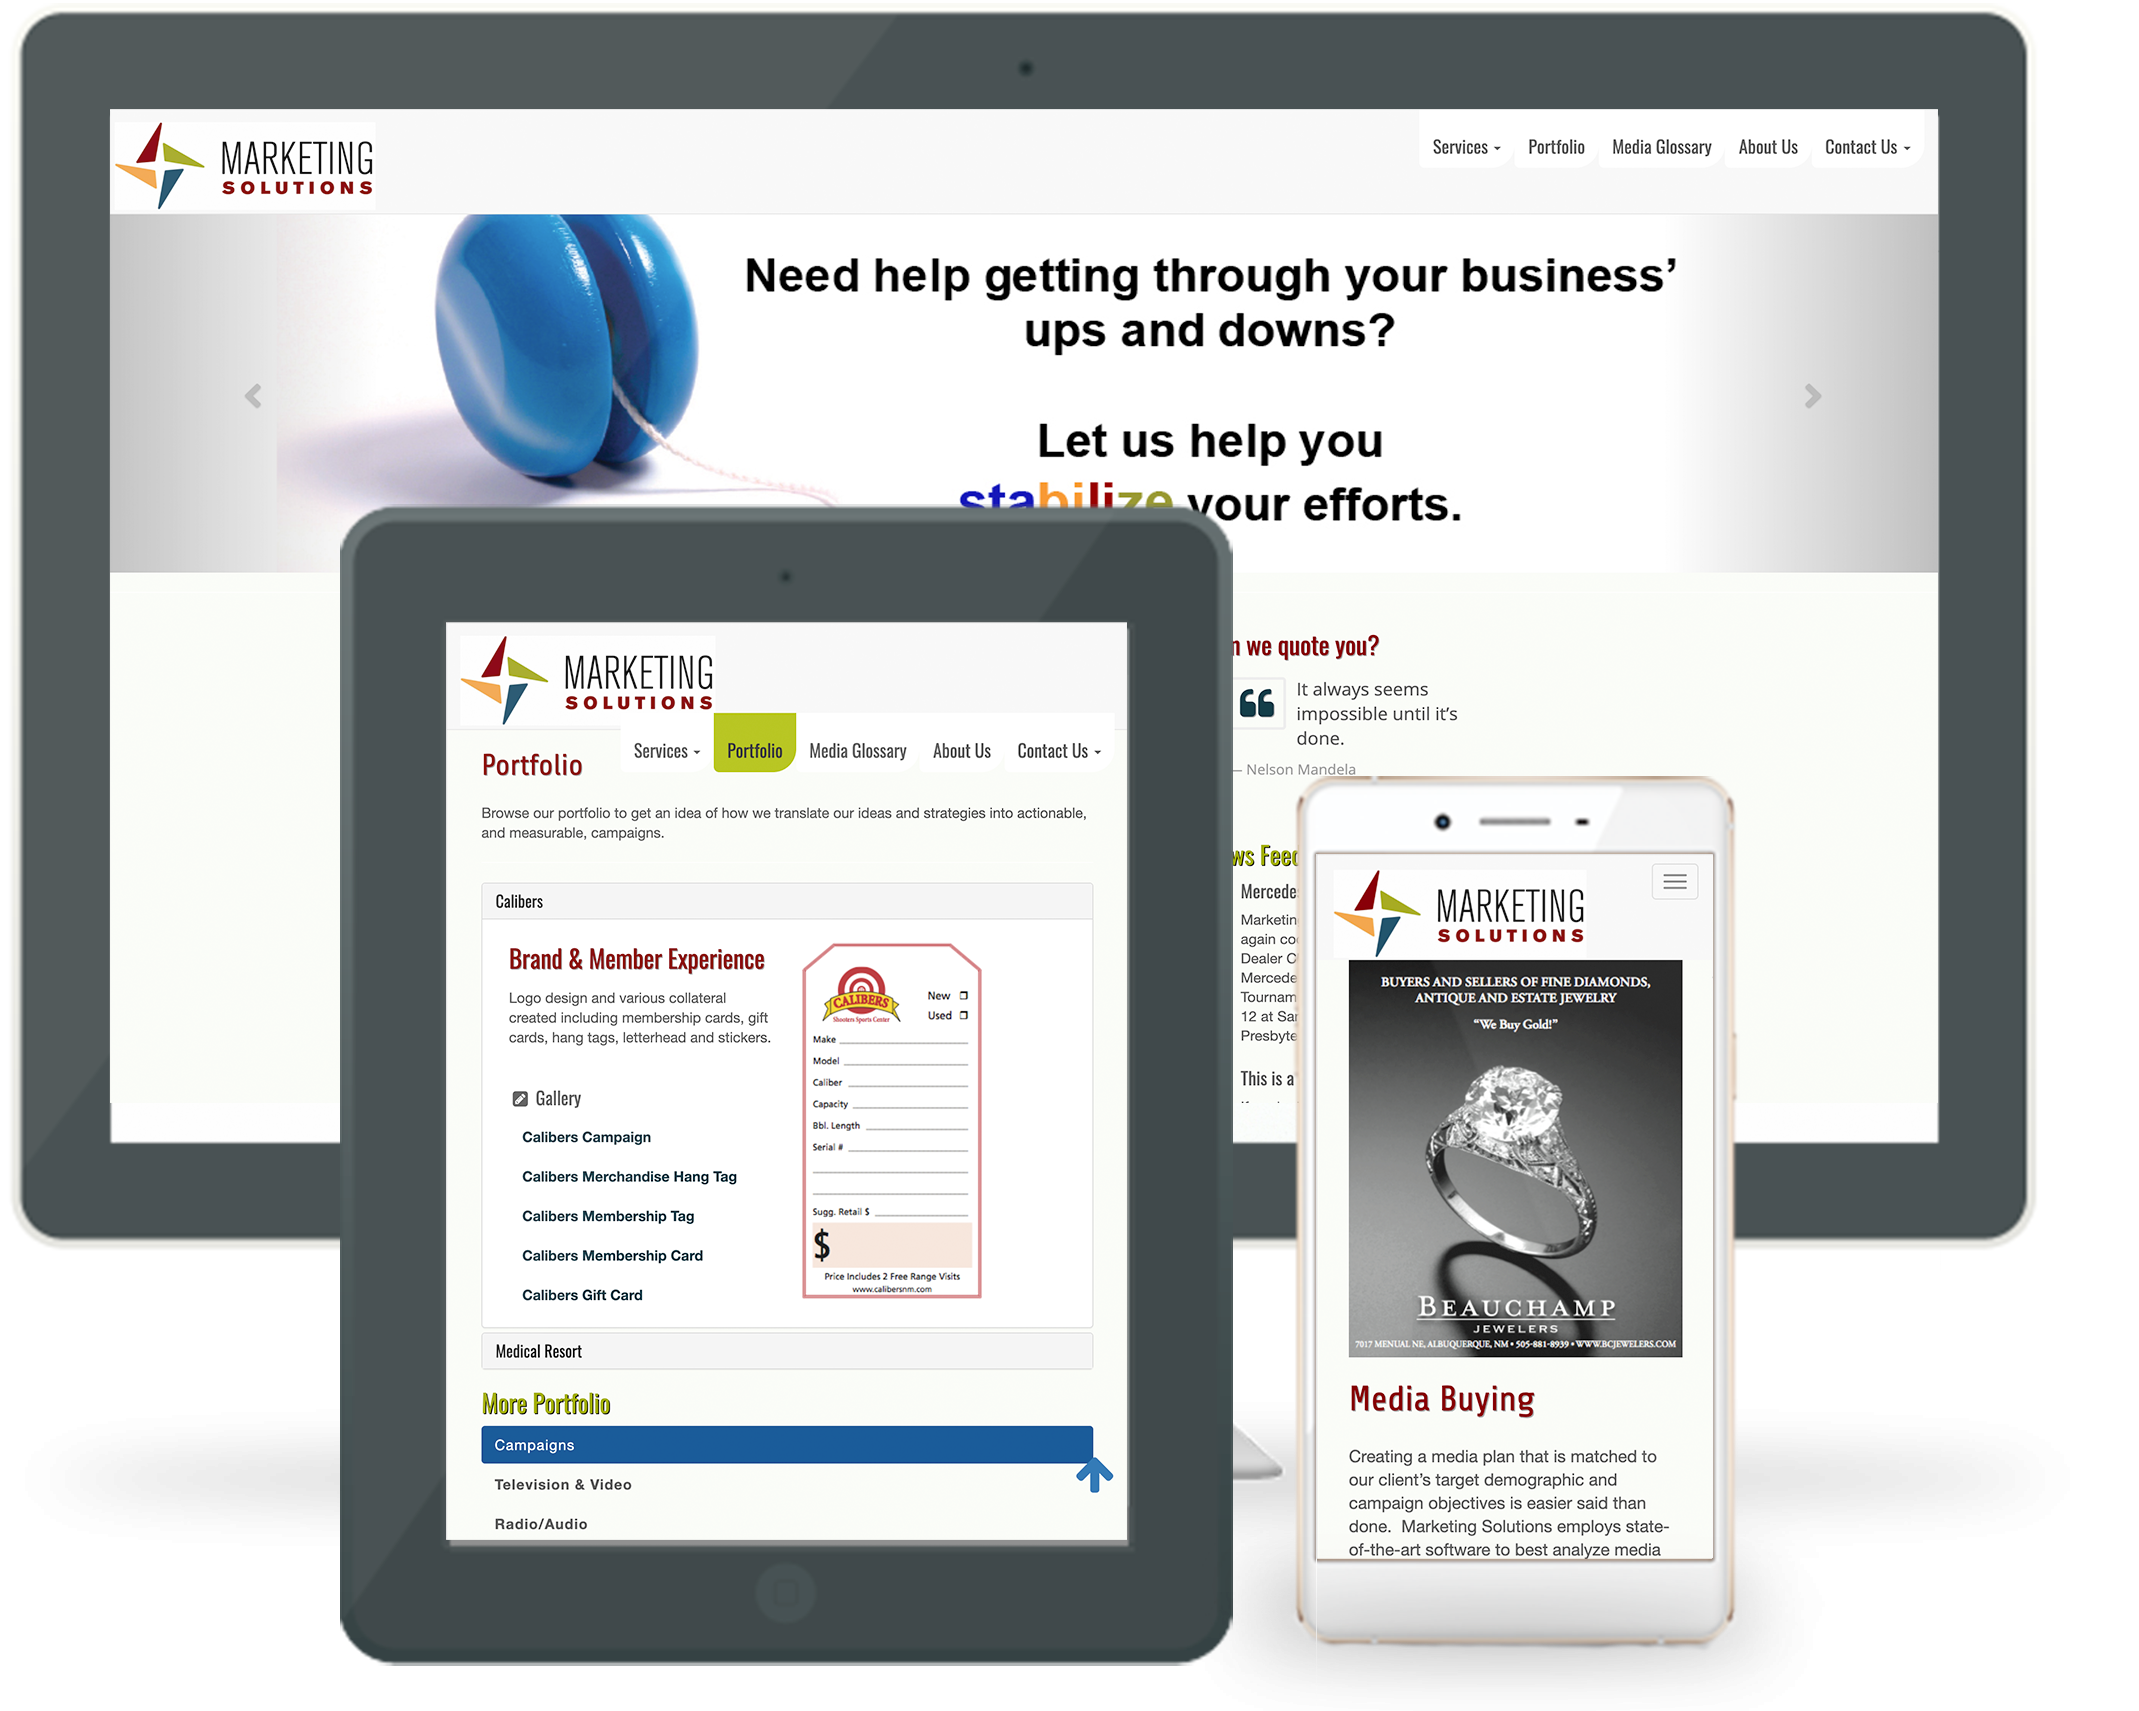 MARKETING
SOLUTIONS
Services Portfolio Media Glossary About Us Contact Us
Need help getting through your business’
ups and downs?
Let us help you
stabilize your efforts.
we quote you?
It always seems
impossible until it’s
done.
— Nelson Mandela
Marketin
again
Dealer
12 at
This is a
MARKETING
SOLUTIONS
Services Portfolio Media Glossary About Us Contact Us
Portfolio
Browse our portfolio to get an idea of how we translate our ideas and strategies into actionable,
and measurable, campaigns.
Calibers
Brand & Member Experience
Logo design and various collateral
created including membership cards, gift
cards, hang tags, letterhead and stickers.
Gallery
Calibers Campaign
Calibers Merchandise Hang Tag
Calibers Membership Tag
Calibers Membership Card
Calibers Gift Card
CALIBERS
Shooters Sports Center
New
Used
Make
Model
Caliber
Capacity
Bbl. Length
Serial #
Sugg. Retail $
$
Price Includes 2 Free Range Visits
www.calibersnm.com
Medical Resort
More Portfolio
Campaigns
Television & Video
Radio/Audio
MARKETING
SOLUTIONS
BUYERS AND SELLERS OF FINE DIAMONDS,
ANTIQUE AND ESTATE JEWELRY
“We Buy Gold!”
BEAUCHAMP
JEWELERS
7017 MENUAL NE, ALBUQUERQUE, NM • 505-881-8939 • WWW.BCJEWELERS.COM
Media Buying
Creating a media plan that is matched to
our client’s target demographic and
campaign objectives is easier said than
done. Marketing Solutions employs state-
of-the-art software to best analyze media